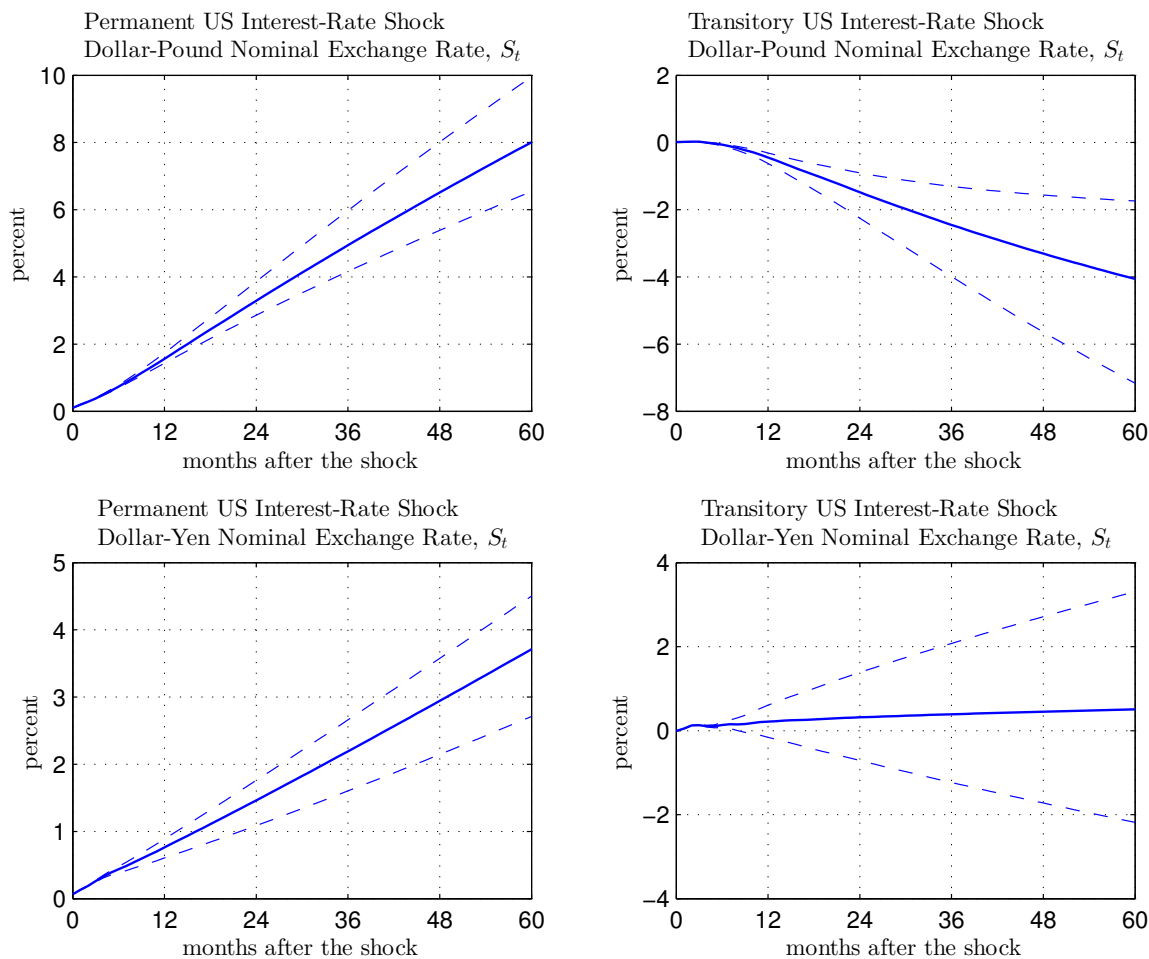 Permanent US Interest-Rate Shock
Dollar-Pound Nominal Exchange Rate, S_t
10
8
6
4
2
0
percent
0 12 24 36 48 60
months after the shock
Transitory US Interest-Rate Shock
Dollar-Pound Nominal Exchange Rate, S_t
2
0
−2
−4
−6
−8
percent
0 12 24 36 48 60
months after the shock
Permanent US Interest-Rate Shock
Dollar-Yen Nominal Exchange Rate, S_t
5
4
3
2
1
0
percent
0 12 24 36 48 60
months after the shock
Transitory US Interest-Rate Shock
Dollar-Yen Nominal Exchange Rate, S_t
4
2
0
−2
−4
percent
0 12 24 36 48 60
months after the shock